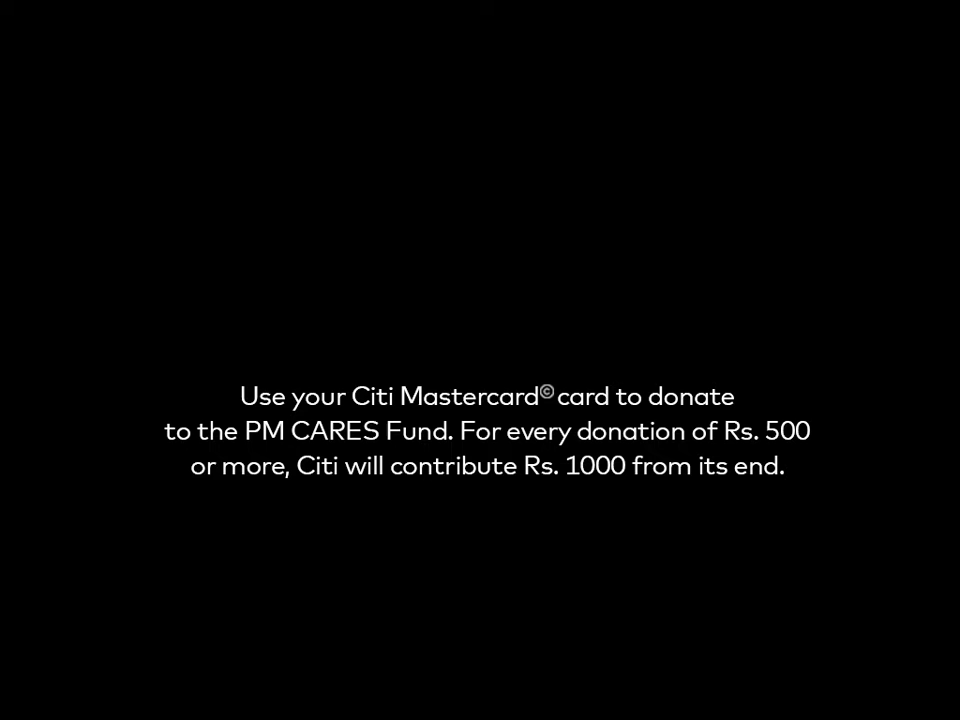 Use your Citi Mastercard© card to donate
to the PM CARES Fund. For every donation of Rs. 500
or more, Citi will contribute Rs. 1000 from its end.